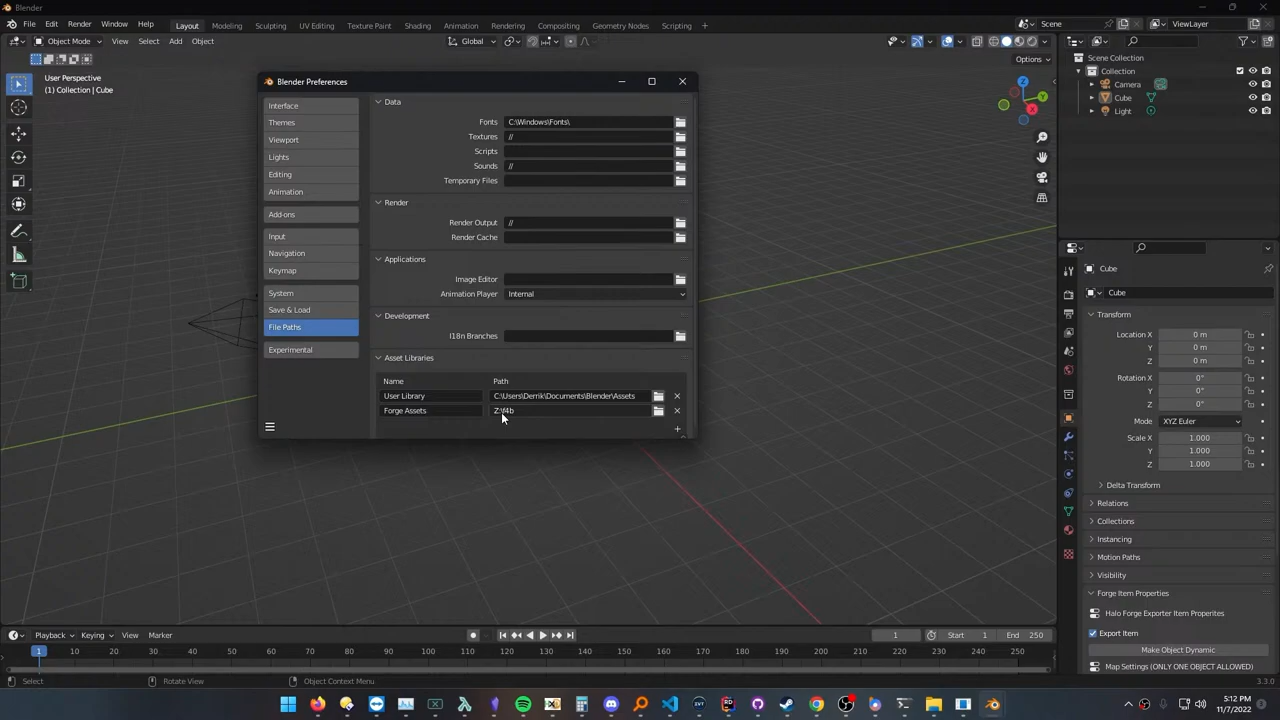 Blender
File Edit Render Window Help Layout Modeling Sculpting UV Editing Texture Paint Shading Animation Rendering Compositing Geometry Nodes Scripting + Scene ViewLayer
Object Mode View Select Add Object Global
Options
User Perspective
(1) Collection | Cube
Blender Preferences
Interface
Themes
Viewport
Lights
Editing
Animation
Add-ons
Input
Navigation
Keymap
System
Save & Load
File Paths
Experimental
Data
Fonts C:\Windows\Fonts\
Textures //
Scripts
Sounds //
Temporary Files
Render
Render Output //
Render Cache
Applications
Image Editor
Animation Player Internal
Development
I18n Branches
Asset Libraries
Name Path
User Library C:\Users\Derrik\Documents\Blender\Assets
Forge Assets Z:\f4b
Z
Y
X
Scene Collection
Collection
Camera
Cube
Light
Cube
Cube
Transform
Location X 0 m
Y 0 m
Z 0 m
Rotation X 0°
Y 0°
Z 0°
Mode XYZ Euler
Scale X 1.000
Y 1.000
Z 1.000
Delta Transform
Relations
Collections
Instancing
Motion Paths
Visibility
Forge Item Properties
Halo Forge Exporter Item Properites
Export Item
Make Object Dynamic
Map Settings (ONLY ONE OBJECT ALLOWED)
Playback Keying View Marker 1 Start 1 End 250
1 10 20 30 40 50 60 70 80 90 100 110 120 130 140 150 160 170 180 190 200 210 220 230 240 250
Select Rotate View Object Context Menu 3.3.0
5:12 PM
11/7/2022